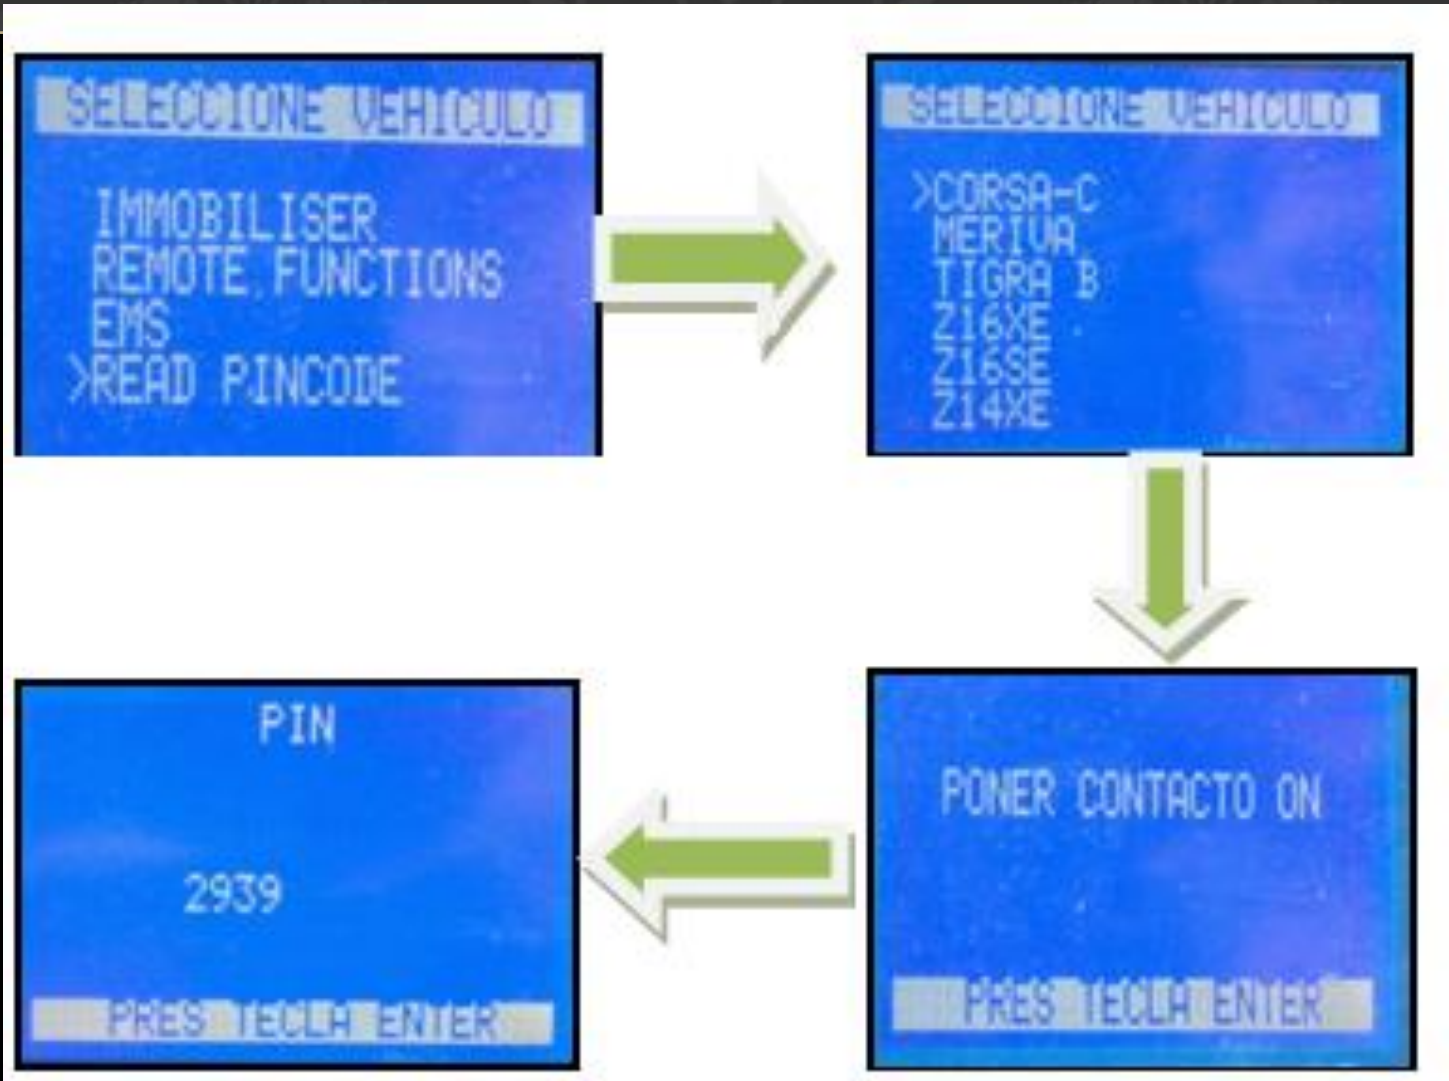 SELECCIONE VEHICULO
IMMOBILISER
REMOTE FUNCTIONS
EMS
>READ PINCODE
SELECCIONE VEHICULO
>CORSA-C
MERIVA
TIGRA B
Z16XE
Z16SE
Z14XE
PONER CONTACTO ON
PRES TECLA ENTER
PIN
2939
PRES TECLA ENTER